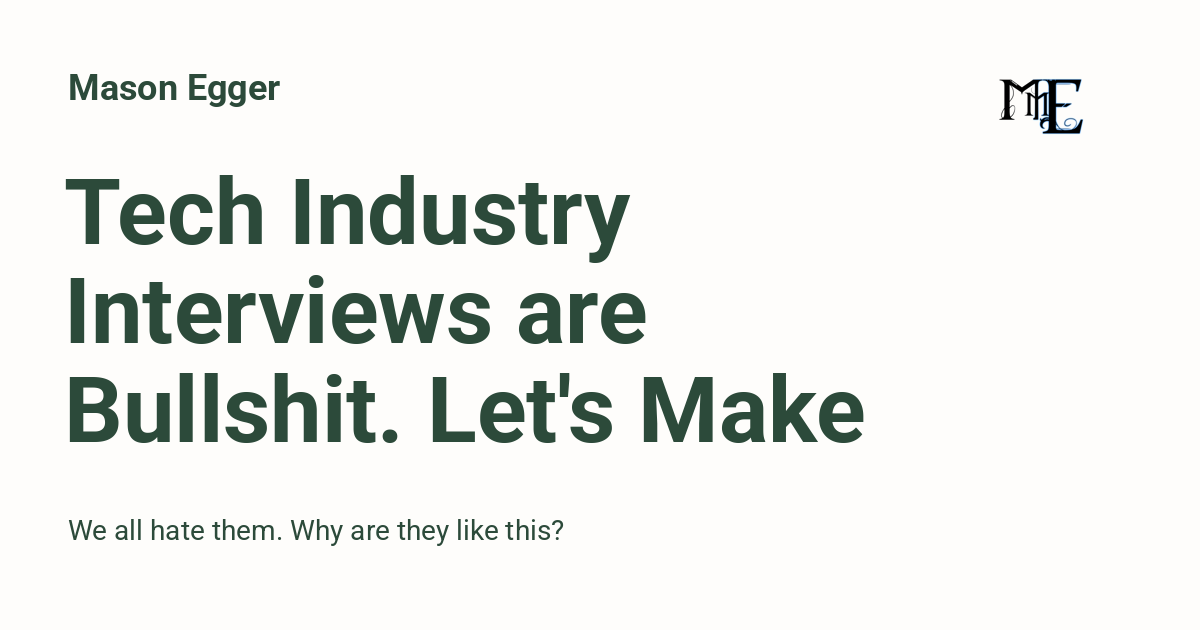 Mason Egger
MmE
Tech Industry
Interviews are
Bullshit. Let's Make
We all hate them. Why are they like this?